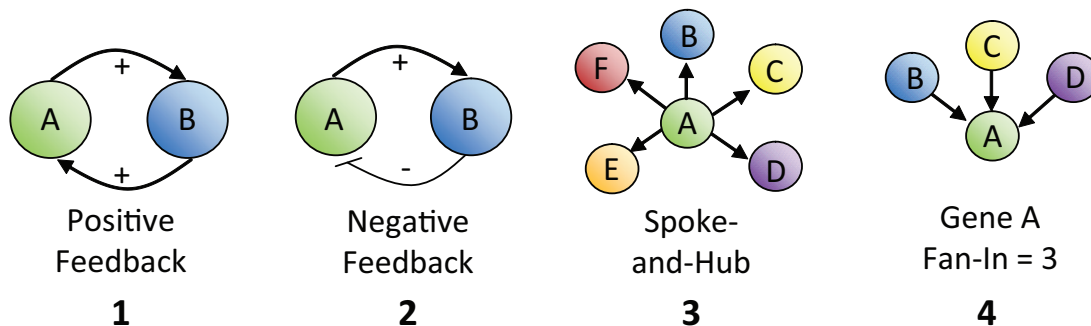 +
A
B
+
Positive
Feedback
1
+
A
B
-
Negative
Feedback
2
B
F
C
A
E
D
Spoke-
and-Hub
3
C
B
D
A
Gene A
Fan-In = 3
4